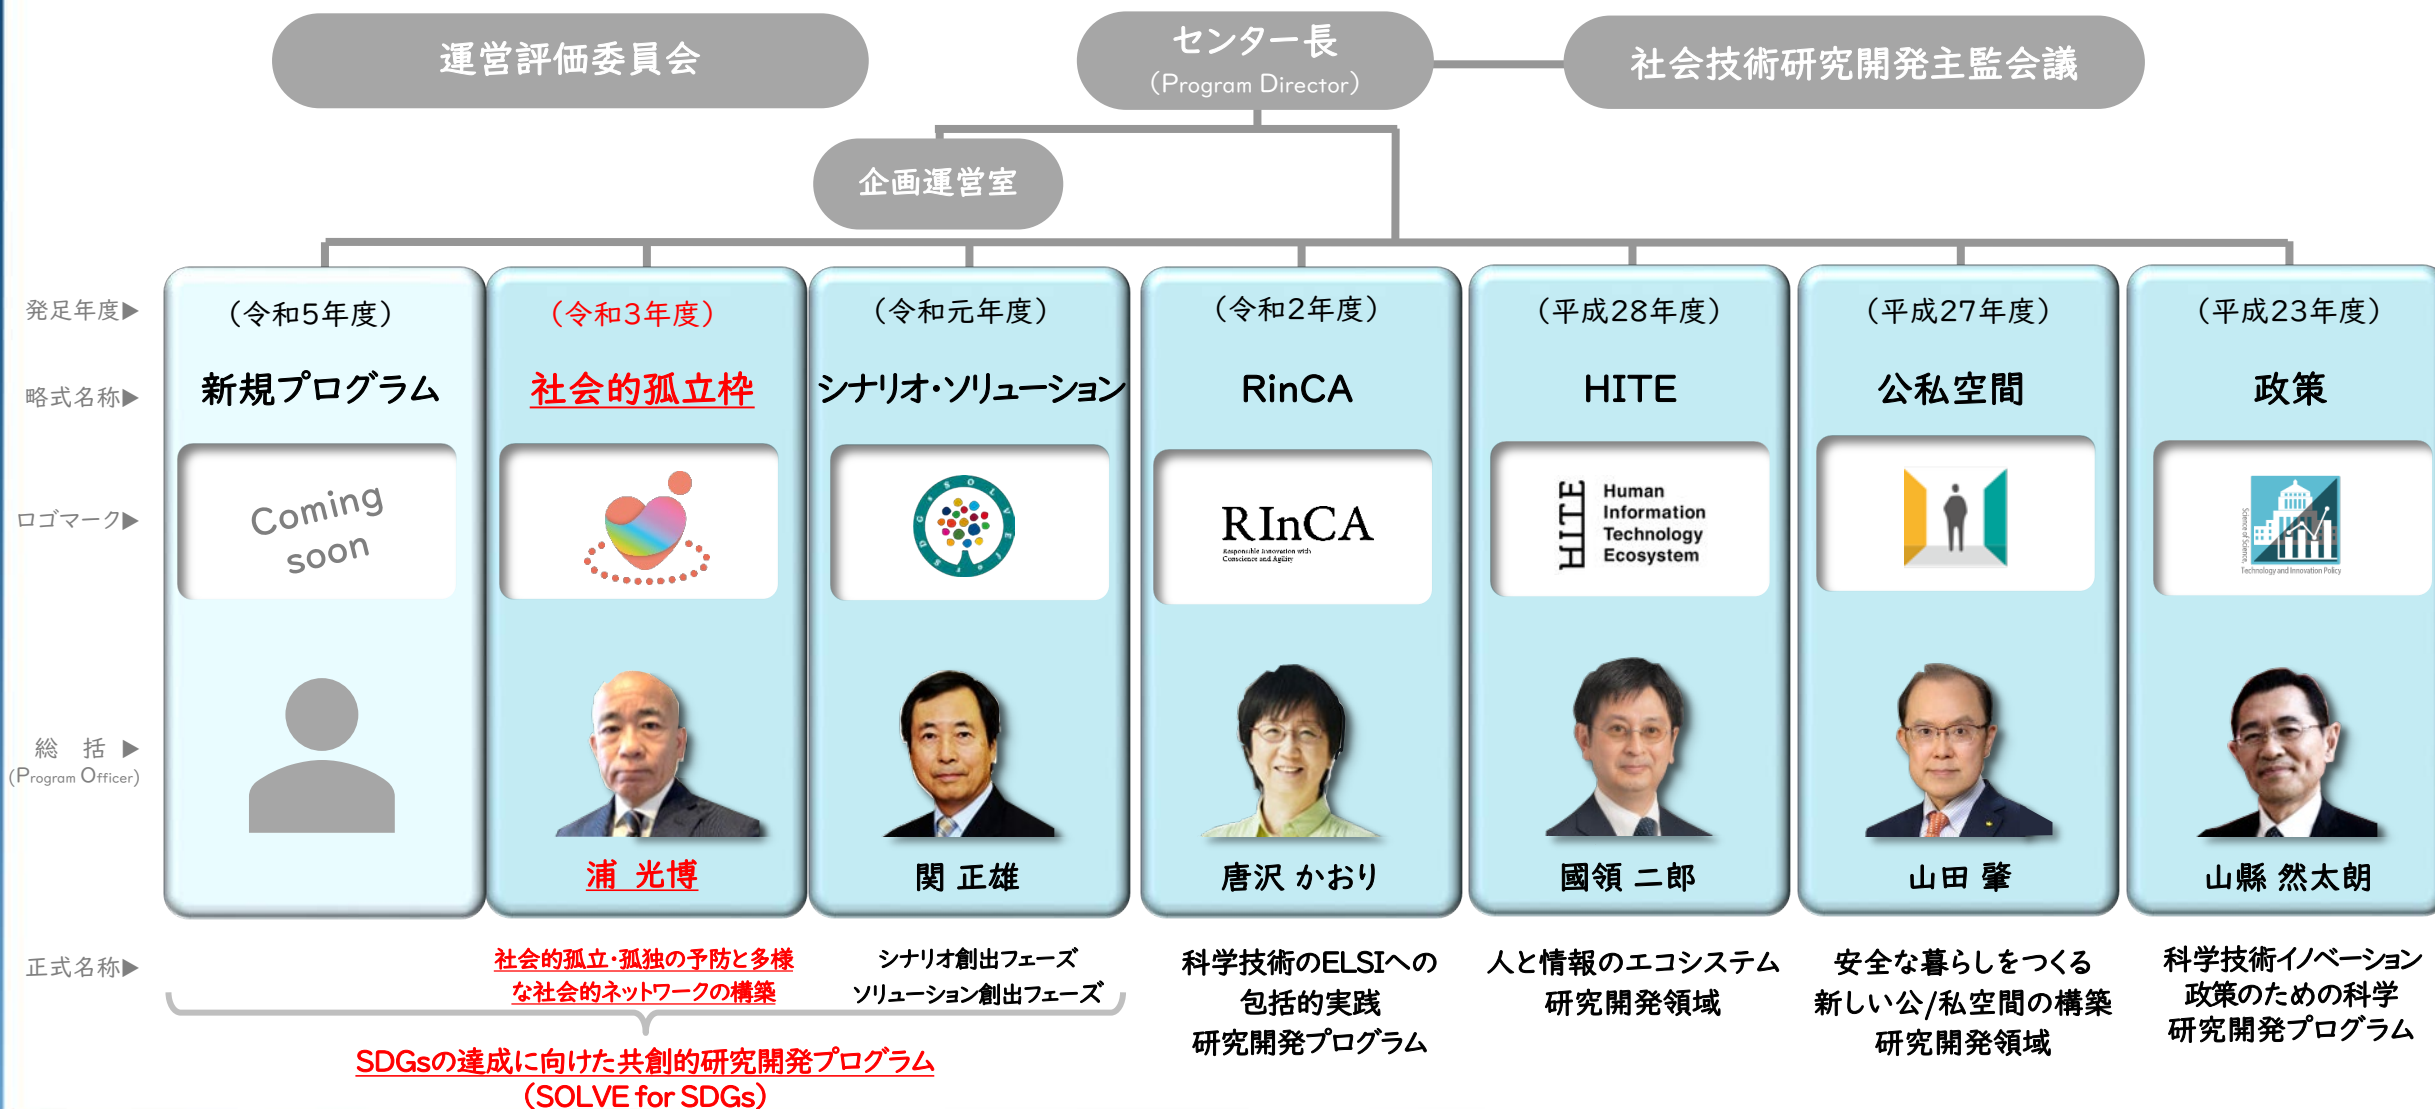 運営評価委員会
センター長
(Program Director)
社会技術研究開発主監会議
企画運営室
発足年度▶
(令和5年度)
(令和3年度)
(令和元年度)
(令和2年度)
(平成28年度)
(平成27年度)
(平成23年度)
略式名称▶
新規プログラム
社会的孤立枠
シナリオ・ソリューション
RinCA
HITE
公私空間
政策
ロゴマーク▶
Coming
soon
SOLVE for SDGs
RInCA
Responsible Innovation with
Conscience and Agility
HITE
Human
Information
Technology
Ecosystem
Science of Science,
Technology and Innovation Policy
総 括 ▶
(Program Officer)
浦 光博
関 正雄
唐沢 かおり
國領 二郎
山田 肇
山縣 然太朗
正式名称▶
社会的孤立・孤独の予防と多様
な社会的ネットワークの構築
シナリオ創出フェーズ
ソリューション創出フェーズ
SDGsの達成に向けた共創的研究開発プログラム
(SOLVE for SDGs)
科学技術のELSIへの
包括的実践
研究開発プログラム
人と情報のエコシステム
研究開発領域
安全な暮らしをつくる
新しい公/私空間の構築
研究開発領域
科学技術イノベーション
政策のための科学
研究開発プログラム